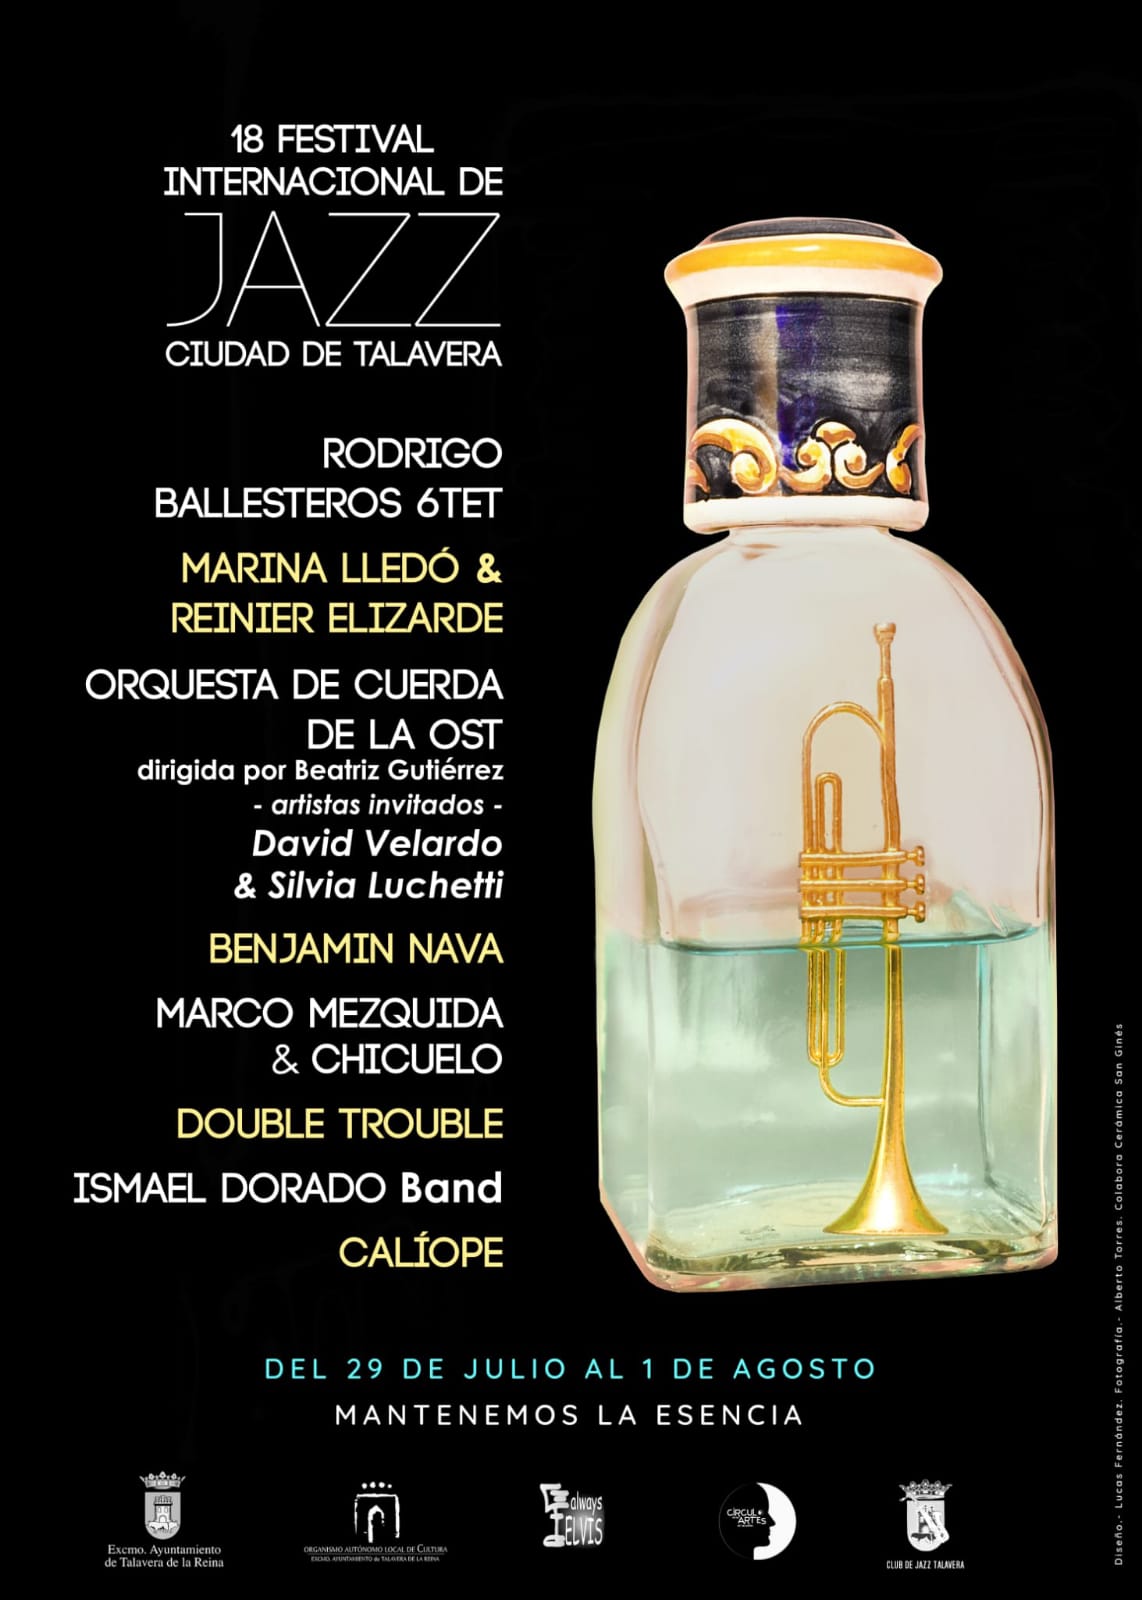 18 FESTIVAL
INTERNACIONAL DE
JAZZ
CIUDAD DE TALAVERA
RODRIGO
BALLESTEROS 6TET
MARINA LLEDÓ &
REINIER ELIZARDE
ORQUESTA DE CUERDA
DE LA OST
dirigida por Beatriz Gutiérrez
- artistas invitados -
David Velardo
& Silvia Luchetti
BENJAMIN NAVA
MARCO MEZQUIDA
& CHICUELO
DOUBLE TROUBLE
ISMAEL DORADO Band
CALÍOPE
DEL 29 DE JULIO AL 1 DE AGOSTO
MANTENEMOS LA ESENCIA
Excmo. Ayuntamiento
de Talavera de la Reina
ORGANISMO AUTÓNOMO LOCAL DE CULTURA
EXCMO. AYUNTAMIENTO de TALAVERA DE LA REINA
always
ELVIS
CÍRCULO
ARTES
CLUB DE JAZZ TALAVERA
Diseño.- Lucas Fernández. Fotografía.- Alberto Torres. Colabora Cerámica San Ginés